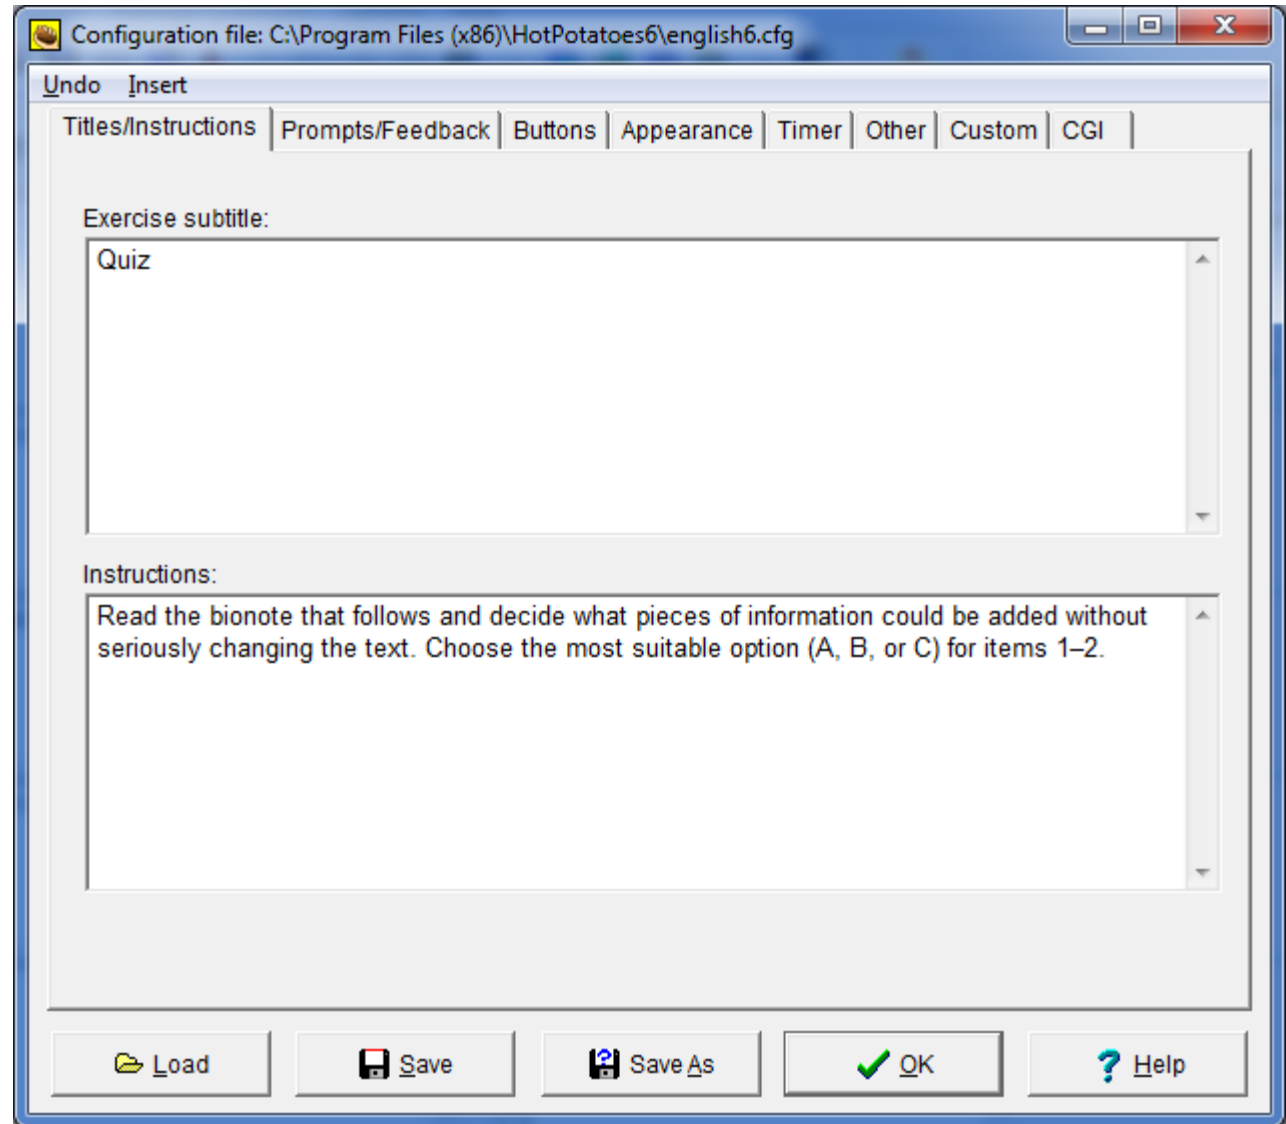 Configuration file: C:\Program Files (x86)\HotPotatoes6\english6.cfg
Undo Insert
Titles/Instructions Prompts/Feedback Buttons Appearance Timer Other Custom CGI
Exercise subtitle:
Quiz
Instructions:
Read the bionote that follows and decide what pieces of information could be added without
seriously changing the text. Choose the most suitable option (A, B, or C) for items 1–2.
Load Save Save As OK Help